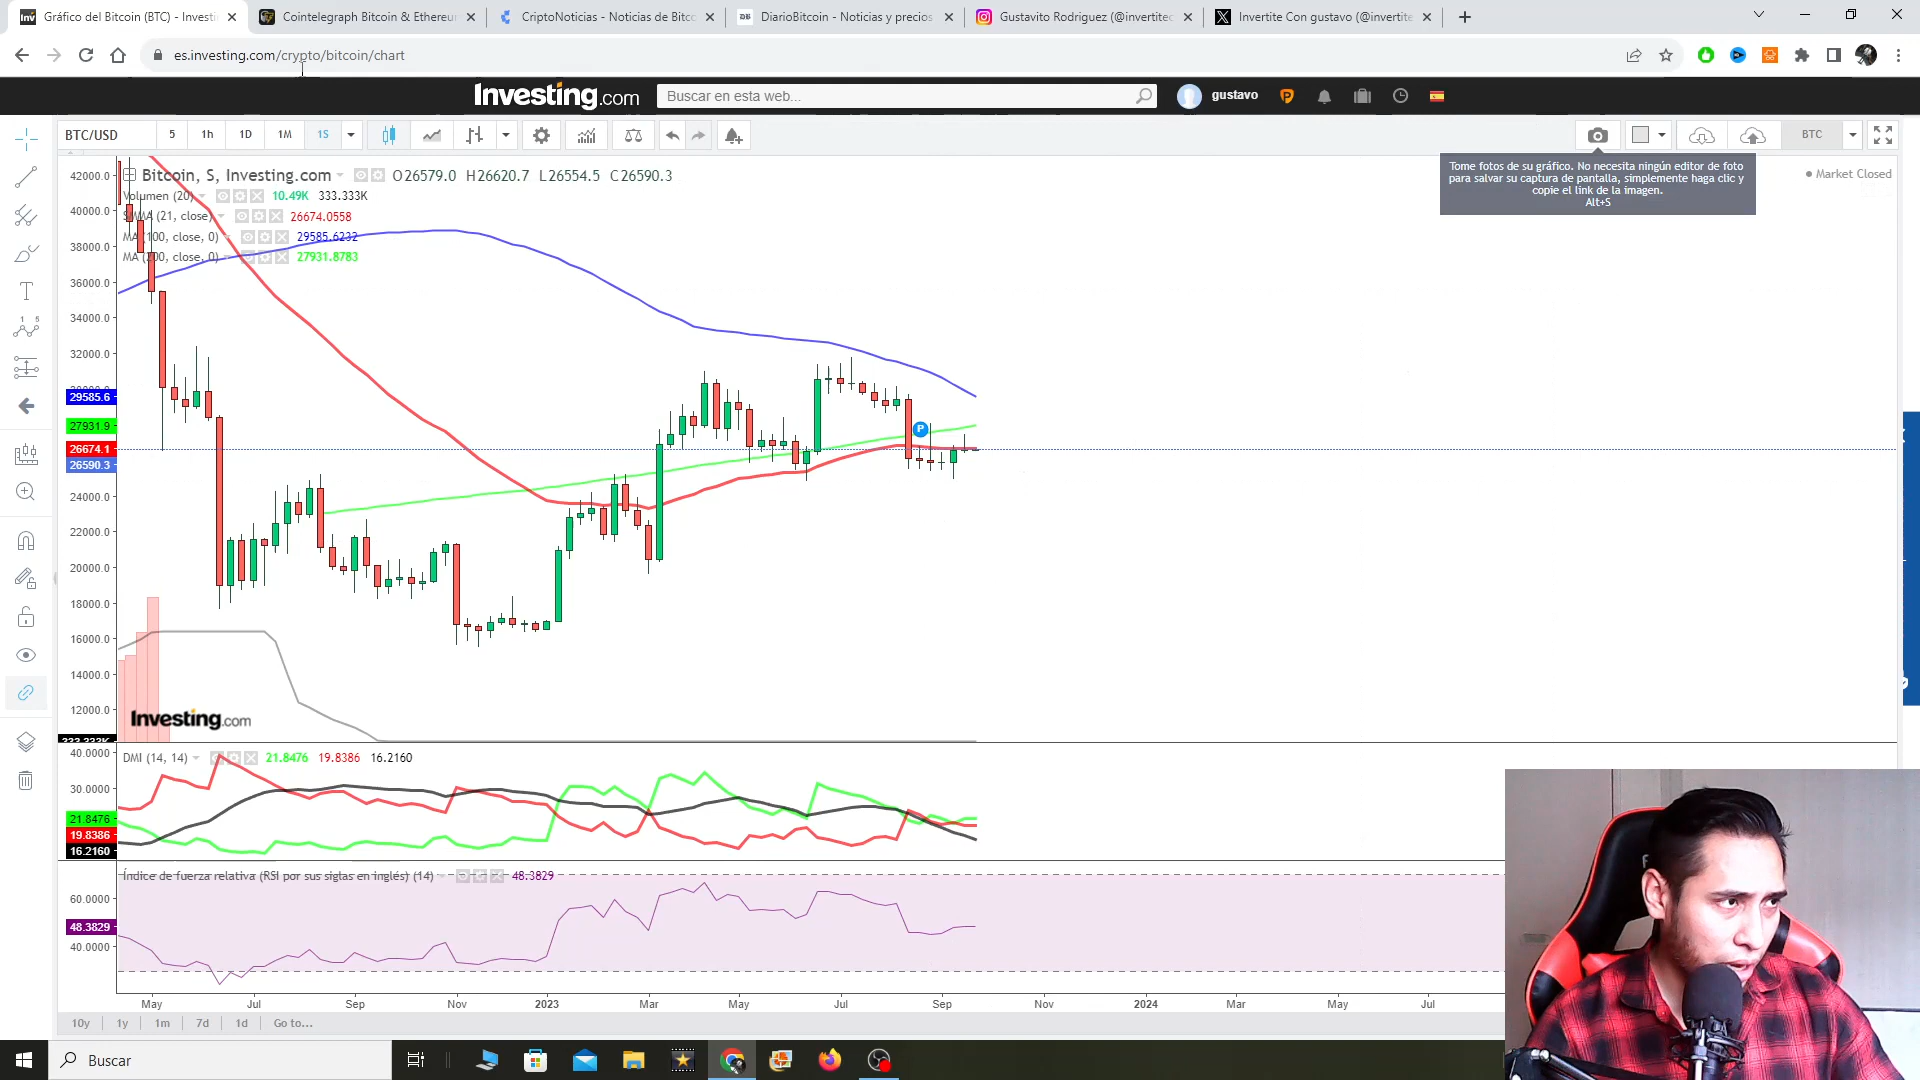 Gráfico del Bitcoin (BTC) - Investi
Cointelegraph Bitcoin & Ethereur
CriptoNoticias - Noticias de Bitco
DiarioBitcoin - Noticias y precios
Gustavito Rodriguez (@invertitec
Invertite Con gustavo (@invertite
es.investing.com/crypto/bitcoin/chart
Investing.com
Buscar en esta web...
gustavo
BTC/USD
5
1h
1D
1M
1S
BTC
Tome fotos de su gráfico. No necesita ningún editor de foto
para salvar su captura de pantalla, simplemente haga clic y
copie el link de la imagen.
Alt+S
Market Closed
Bitcoin, S, Investing.com
O26579.0 H26620.7 L26554.5 C26590.3
Volumen (20) 10.49K 333.333K
SMMA (21, close) 26674.0558
MA (100, close, 0) 29585.6232
MA (200, close, 0) 27931.8783
42000.0
40000.0
38000.0
36000.0
34000.0
32000.0
29585.6
27931.9
26674.1
26590.3
24000.0
22000.0
20000.0
18000.0
16000.0
14000.0
12000.0
P
Investing.com
DMI (14, 14) 21.8476 19.8386 16.2160
40.0000
30.0000
21.8476
19.8386
16.2160
Índice de fuerza relativa (RSI por sus siglas en inglés) (14) 48.3829
60.0000
48.3829
40.0000
May Jul Sep Nov 2023 Mar May Jul Sep Nov 2024 Mar May Jul
10y 1y 1m 7d 1d Go to...
Buscar